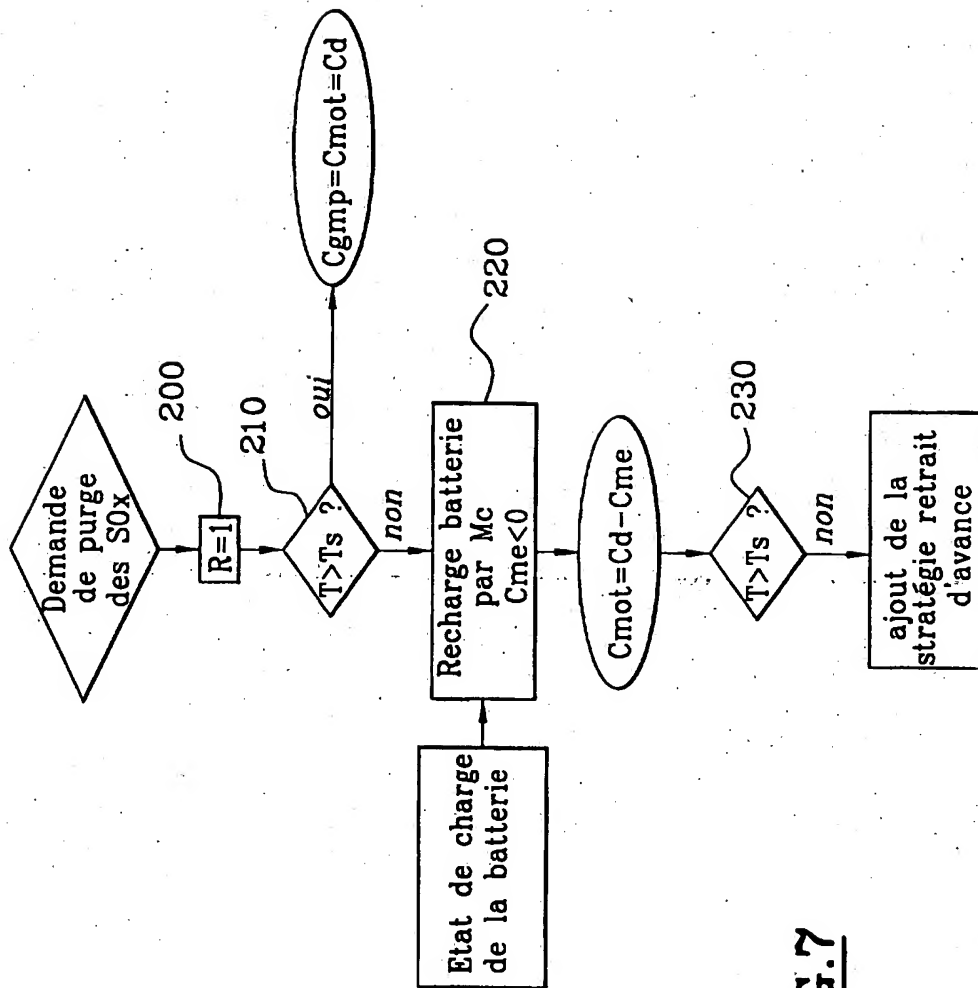 Demande
de purge
des SOx
200
R=1
210
T>Ts ?
oui
Cgmp=Cmot=Cd
non
220
Etat de charge
de la batterie
Recharge batterie
par Mc
Cme<0
Cmot=Cd-Cme
230
T>Ts ?
non
ajout de la
stratégie retrait
d'avance
.7